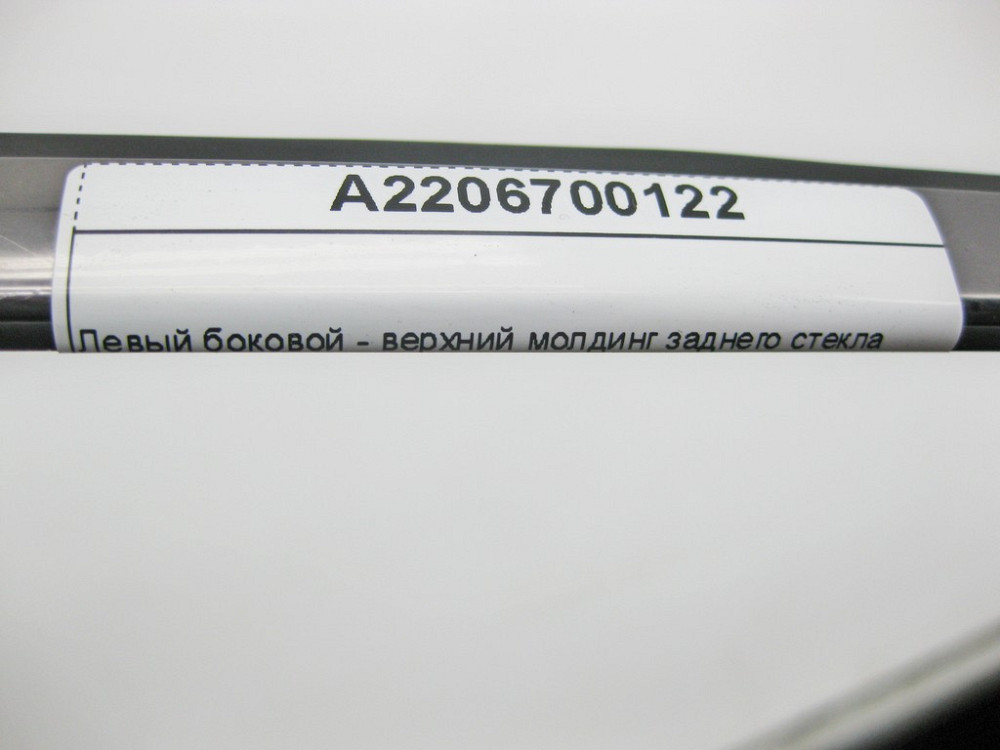 A2206700122
Левый боковой - верхний молдинг заднего стекла